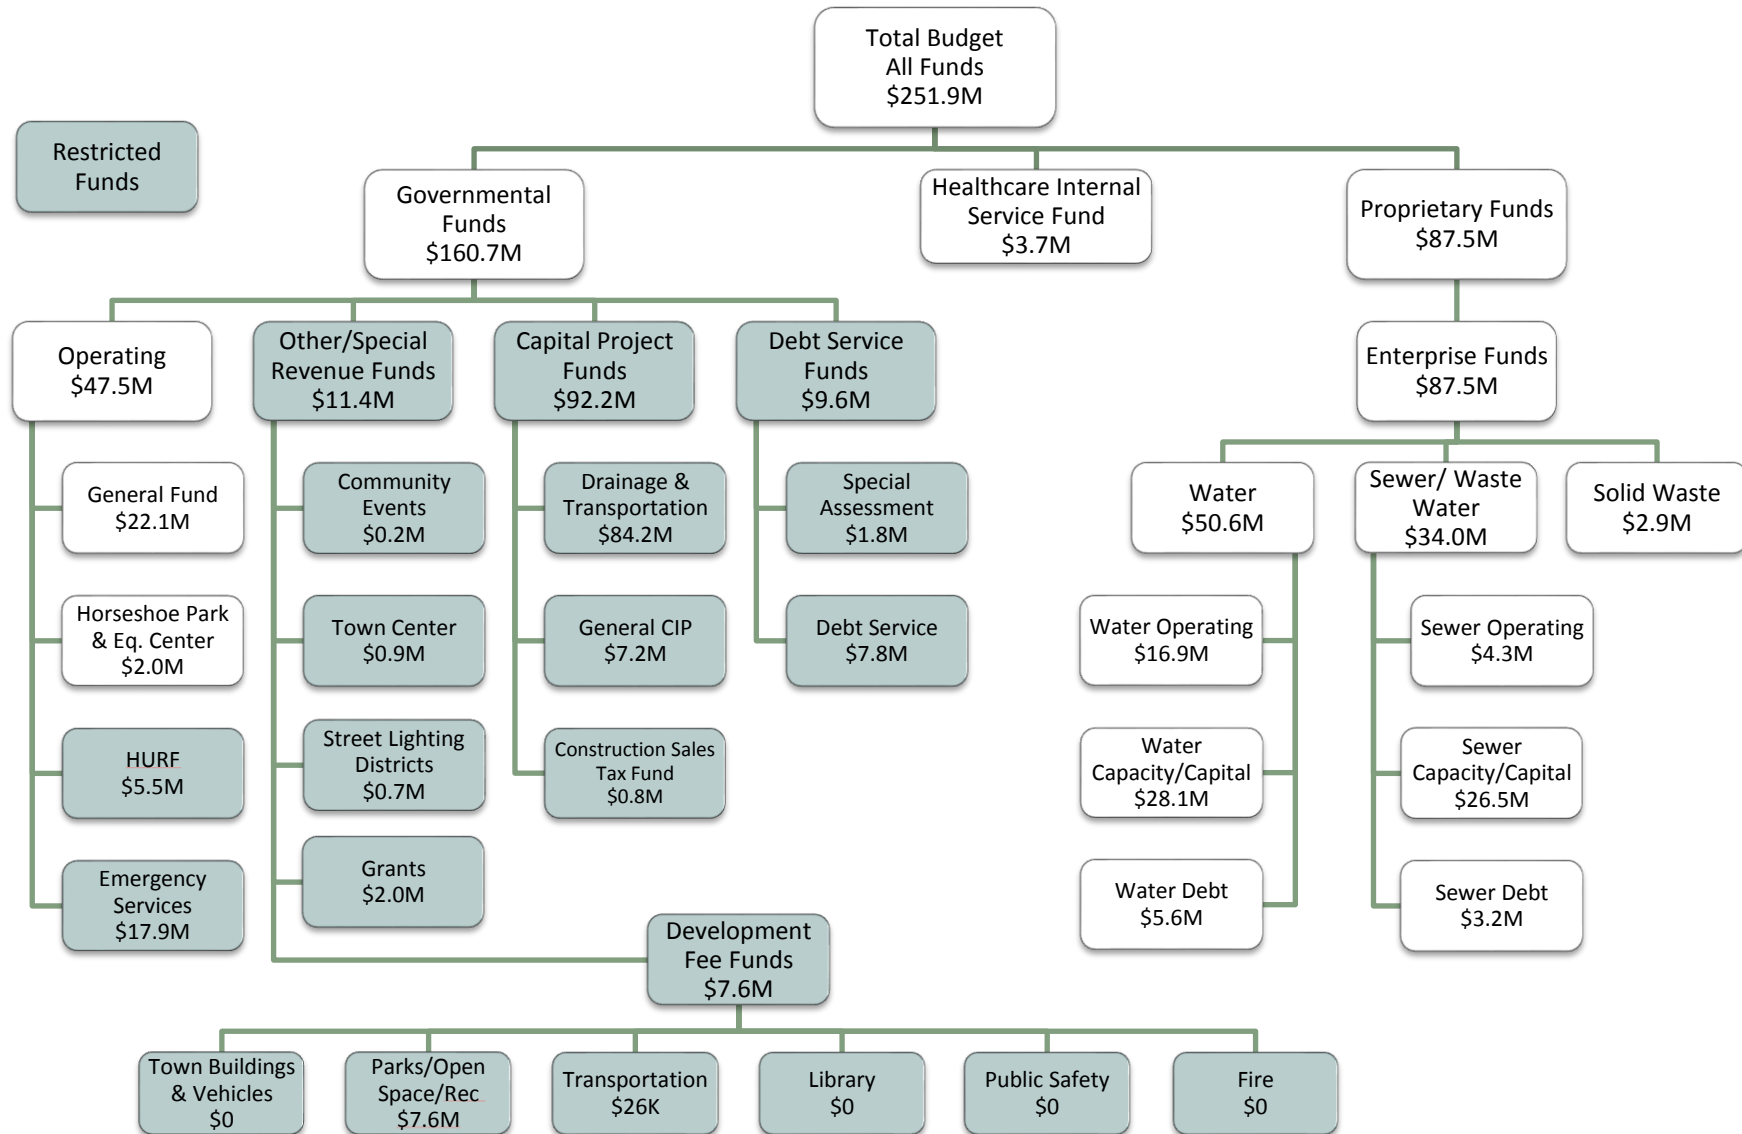 Total Budget
All Funds
$251.9M
Restricted
Funds
Governmental
Funds
$160.7M
Healthcare Internal
Service Fund
$3.7M
Proprietary Funds
$87.5M
Operating
$47.5M
Other/Special
Revenue Funds
$11.4M
Capital Project
Funds
$92.2M
Debt Service
Funds
$9.6M
Enterprise Funds
$87.5M
General Fund
$22.1M
Community
Events
$0.2M
Drainage &
Transportation
$84.2M
Special
Assessment
$1.8M
Water
$50.6M
Sewer/ Waste
Water
$34.0M
Solid Waste
$2.9M
Horseshoe Park
& Eq. Center
$2.0M
Town Center
$0.9M
General CIP
$7.2M
Debt Service
$7.8M
Water Operating
$16.9M
Sewer Operating
$4.3M
HURF
$5.5M
Street Lighting
Districts
$0.7M
Construction Sales
Tax Fund
$0.8M
Water
Capacity/Capital
$28.1M
Sewer
Capacity/Capital
$26.5M
Emergency
Services
$17.9M
Grants
$2.0M
Water Debt
$5.6M
Sewer Debt
$3.2M
Development
Fee Funds
$7.6M
Town Buildings
& Vehicles
$0
Parks/Open
Space/Rec
$7.6M
Transportation
$26K
Library
$0
Public Safety
$0
Fire
$0